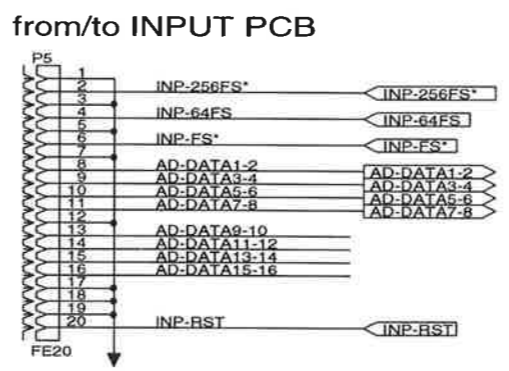 from/to INPUT PCB
P5
1
2 INP-256FS* INP-256FS*
3
4 INP-64FS INP-64FS
5
6 INP-FS* INP-FS*
7
8 AD-DATA1-2 AD-DATA1-2
9 AD-DATA3-4 AD-DATA3-4
10 AD-DATA5-6 AD-DATA5-6
11 AD-DATA7-8 AD-DATA7-8
12
13 AD-DATA9-10
14 AD-DATA11-12
15 AD-DATA13-14
16 AD-DATA15-16
17
18
19
20 INP-RST INP-RST
FE20